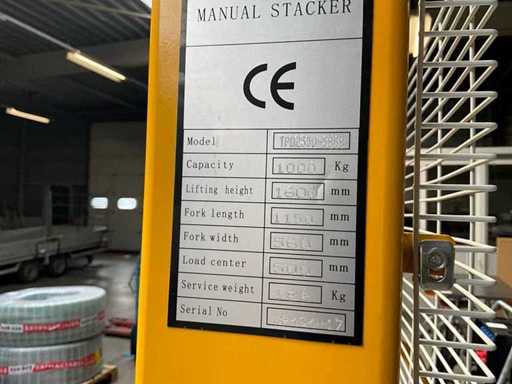 MANUAL STACKER
CE
Model
Capacity 1000 Kg
Lifting height 1600 mm
Fork length 1150 mm
Fork width mm
Load center mm
Service weight Kg
Serial No